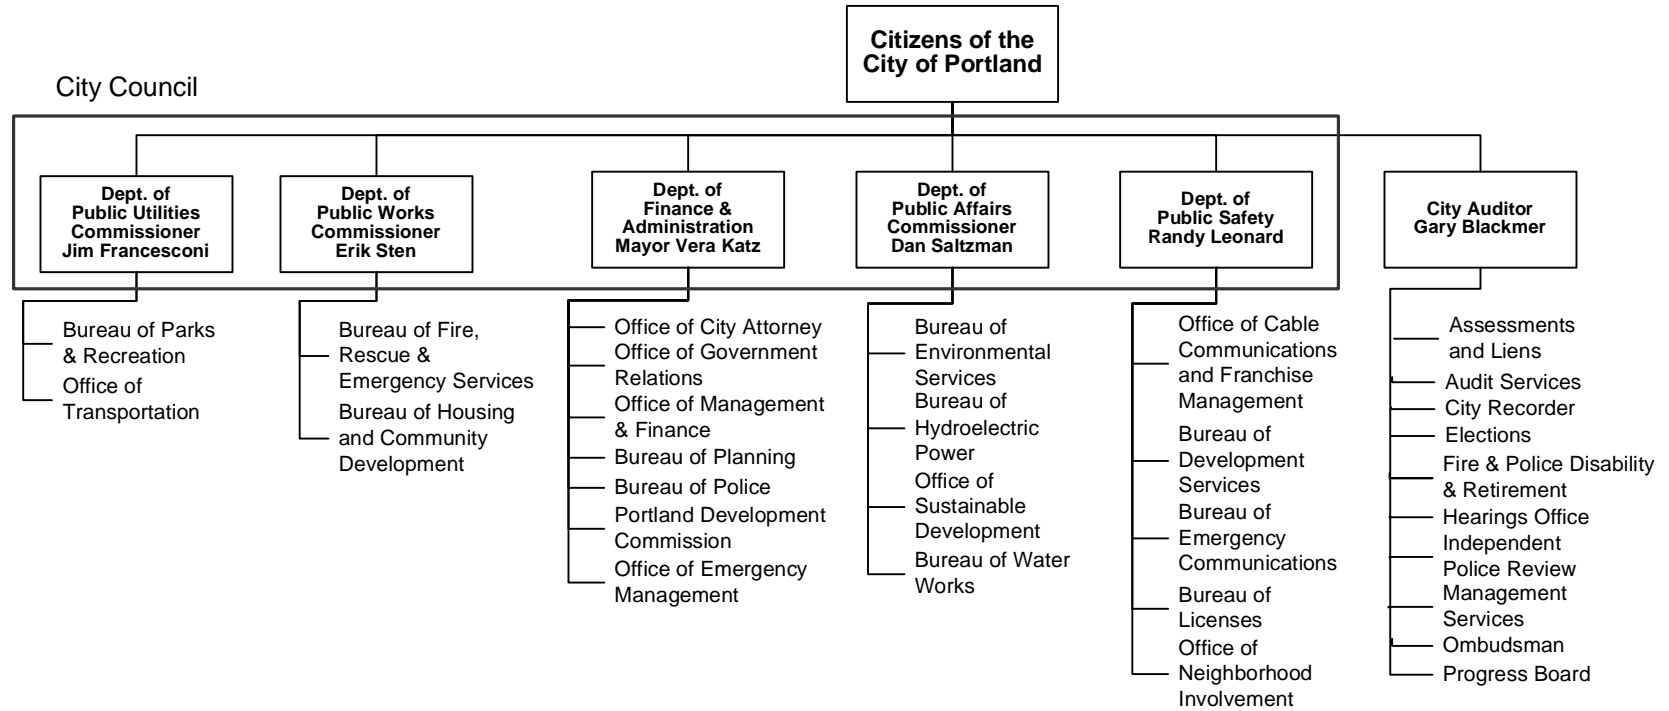 Citizens of the
City of Portland
City Council
Dept. of
Public Utilities
Commissioner
Jim Francesconi
Dept. of
Public Works
Commissioner
Erik Sten
Dept. of
Finance &
Administration
Mayor Vera Katz
Dept. of
Public Affairs
Commissioner
Dan Saltzman
Dept. of
Public Safety
Randy Leonard
City Auditor
Gary Blackmer
Bureau of Parks
& Recreation
Office of
Transportation
Bureau of Fire,
Rescue &
Emergency Services
Bureau of Housing
and Community
Development
Office of City Attorney
Office of Government
Relations
Office of Management
& Finance
Bureau of Planning
Bureau of Police
Portland Development
Commission
Office of Emergency
Management
Bureau of
Environmental
Services
Bureau of
Hydroelectric
Power
Office of
Sustainable
Development
Bureau of Water
Works
Office of Cable
Communications
and Franchise
Management
Bureau of
Development
Services
Bureau of
Emergency
Communications
Bureau of
Licenses
Office of
Neighborhood
Involvement
Assessments
and Liens
Audit Services
City Recorder
Elections
Fire & Police Disability
& Retirement
Hearings Office
Independent
Police Review
Management
Services
Ombudsman
Progress Board